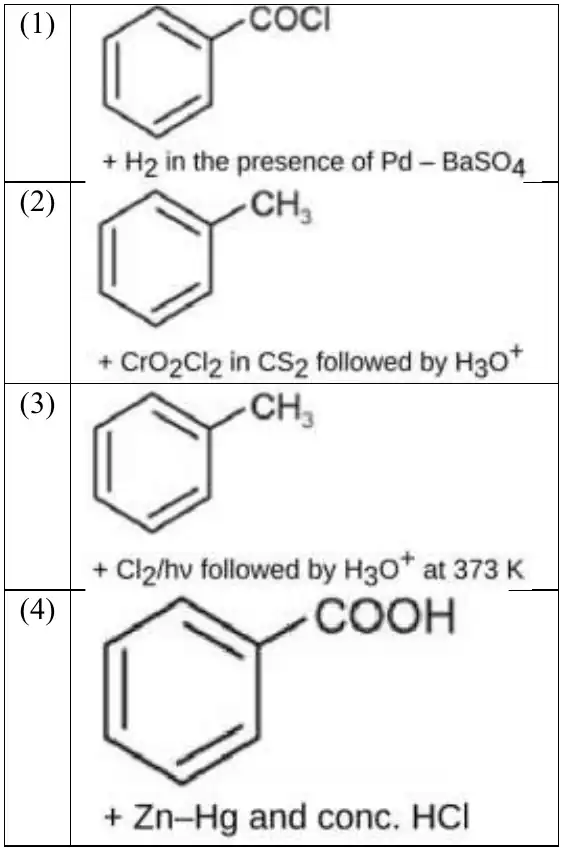 (1)
COCl
+ H2 in the presence of Pd – BaSO4
(2)
CH3
+ CrO2Cl2 in CS2 followed by H3O+
(3)
CH3
+ Cl2/hν followed by H3O+ at 373 K
(4)
COOH
+ Zn–Hg and conc. HCl